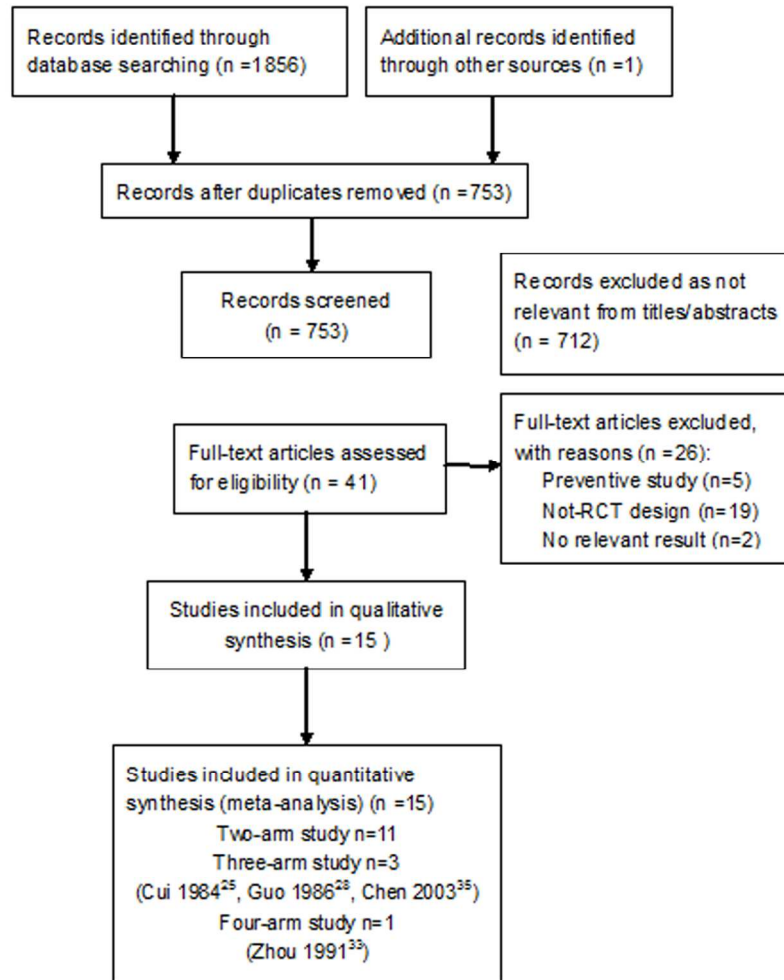 Records identified through
database searching (n =1856)
Additional records identified
through other sources (n =1)
Records after duplicates removed (n =753)
Records screened
(n = 753)
Records excluded as not
relevant from titles/abstracts
(n = 712)
Full-text articles assessed
for eligibility (n = 41)
Full-text articles excluded,
with reasons (n =26):
Preventive study (n=5)
Not-RCT design (n=19)
No relevant result (n=2)
Studies included in qualitative
synthesis (n =15 )
Studies included in quantitative
synthesis (meta-analysis) (n =15)
Two-arm study n=11
Three-arm study n=3
(Cui 1984²⁵, Guo 1986²⁸, Chen 2003³⁵)
Four-arm study n=1
(Zhou 1991³³)